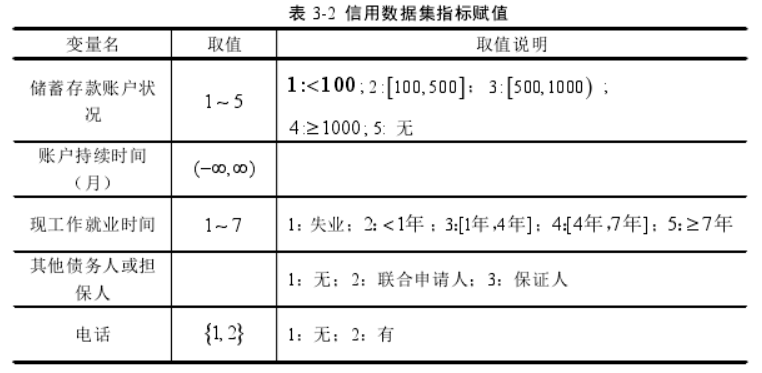 表 3-2 信用数据集指标赋值
变量名 取值 取值说明
储蓄存款账户状况 1~5 1:<100;2:[100,500]；3:[500,1000) ;
4:≥1000;5: 无
账户持续时间（月） (−∞,∞)
现工作就业时间 1~7 1：失业；2：<1年；3:[1年,4年]；4:[4年,7年]；5：≥7年
其他债务人或担保人 1：无；2：联合申请人；3：保证人
电话 {1,2} 1：无；2：有